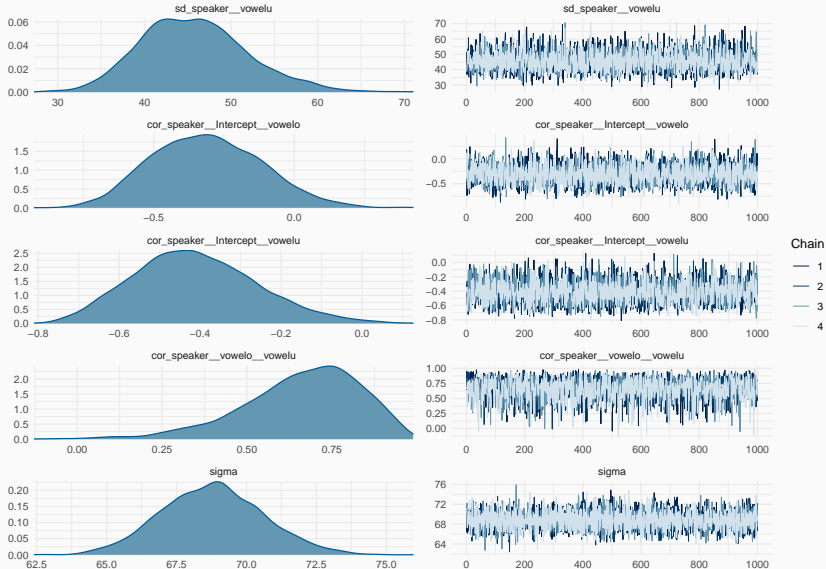 sd_speaker__vowelu
0.06
0.04
0.02
0.00
30 40 50 60 70
sd_speaker__vowelu
70
60
50
40
30
0 200 400 600 800 1000
cor_speaker__Intercept__vowelo
1.5
1.0
0.5
0.0
−0.5 0.0
cor_speaker__Intercept__vowelo
0.0
−0.5
0 200 400 600 800 1000
cor_speaker__Intercept__vowelu
2.5
2.0
1.5
1.0
0.5
0.0
−0.8 −0.6 −0.4 −0.2 0.0
cor_speaker__Intercept__vowelu
0.0
−0.2
−0.4
−0.6
−0.8
0 200 400 600 800 1000
cor_speaker__vowelo__vowelu
2.0
1.5
1.0
0.5
0.0
0.00 0.25 0.50 0.75
cor_speaker__vowelo__vowelu
1.00
0.75
0.50
0.25
0.00
0 200 400 600 800 1000
sigma
0.20
0.15
0.10
0.05
0.00
62.5 65.0 67.5 70.0 72.5 75.0
sigma
76
72
68
64
0 200 400 600 800 1000
Chain
1
2
3
4